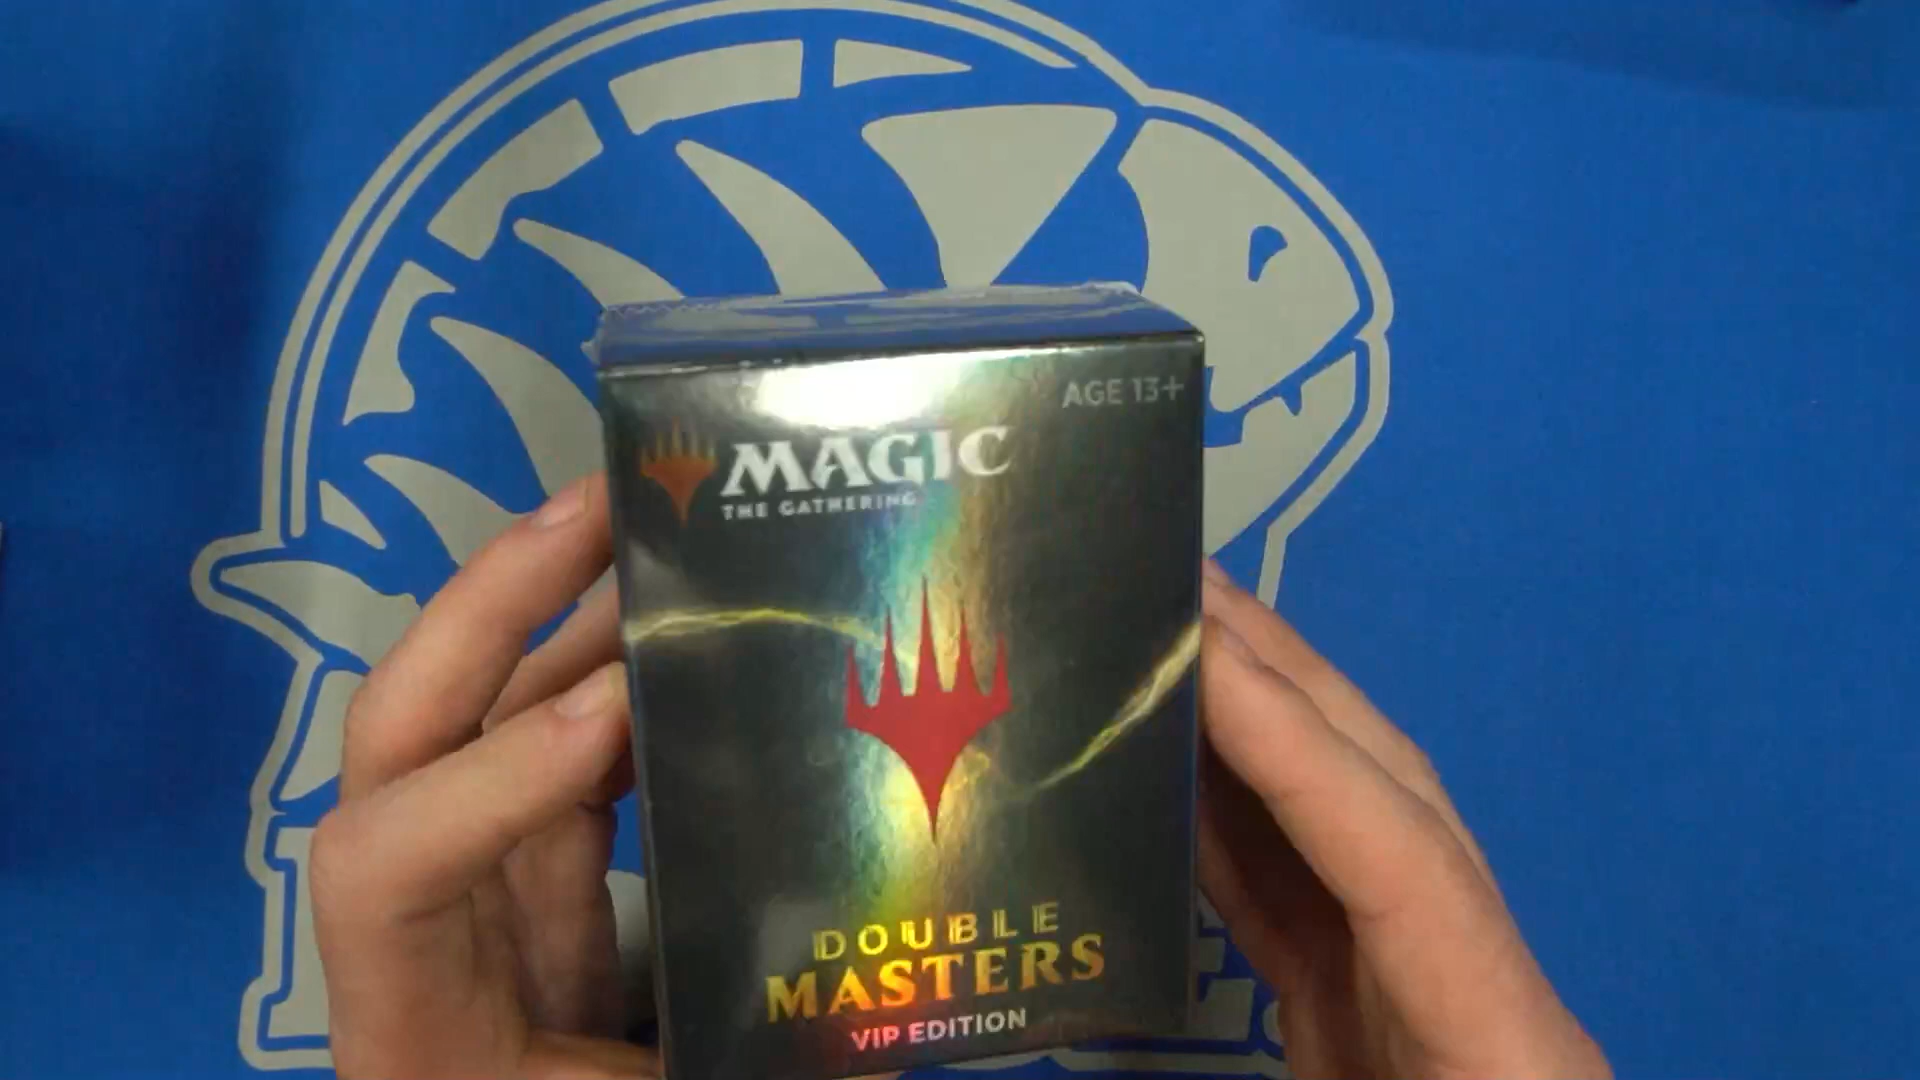 AGE 13+
MAGIC
THE GATHERING
DOUBLE
MASTERS
VIP EDITION